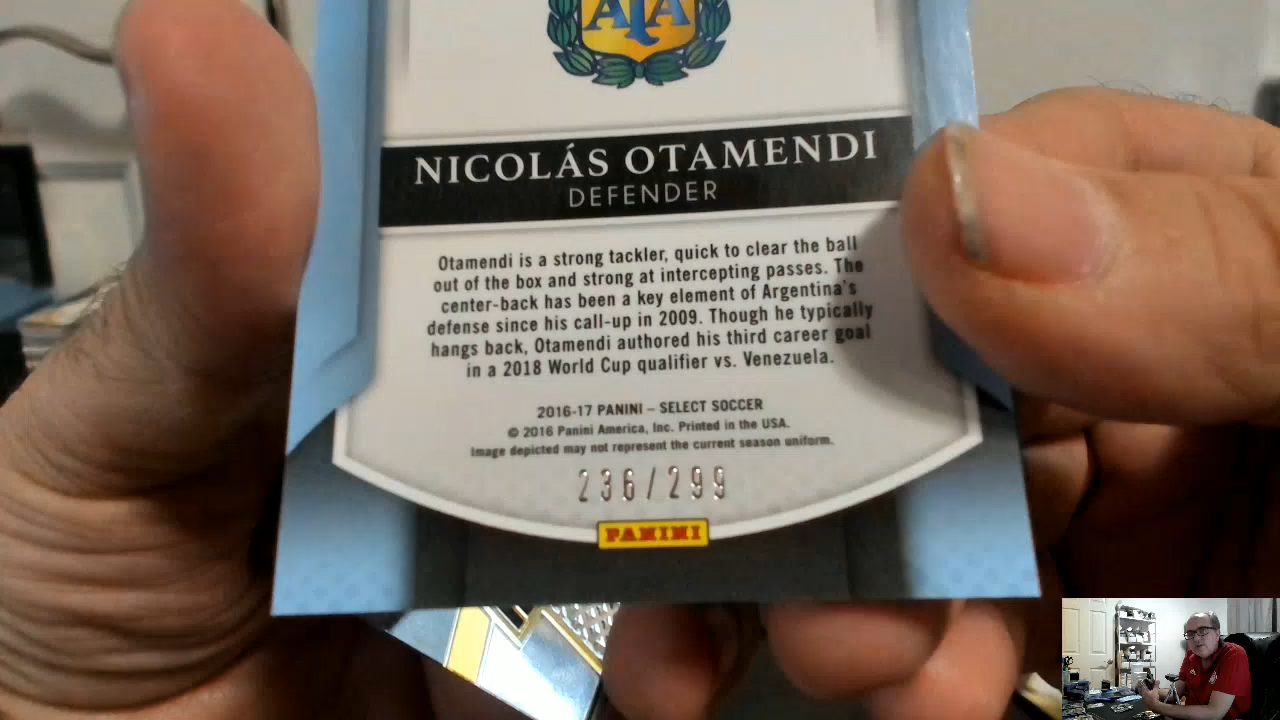 AFA
NICOLÁS OTAMENDI
DEFENDER
Otamendi is a strong tackler, quick to clear the ball
out of the box and strong at intercepting passes. The
center-back has been a key element of Argentina's
defense since his call-up in 2009. Though he typically
hangs back, Otamendi authored his third career goal
in a 2018 World Cup qualifier vs. Venezuela.
2016-17 PANINI – SELECT SOCCER
© 2016 Panini America, Inc. Printed in the USA.
Image depicted may not represent the current season uniform.
236/299
PANINI